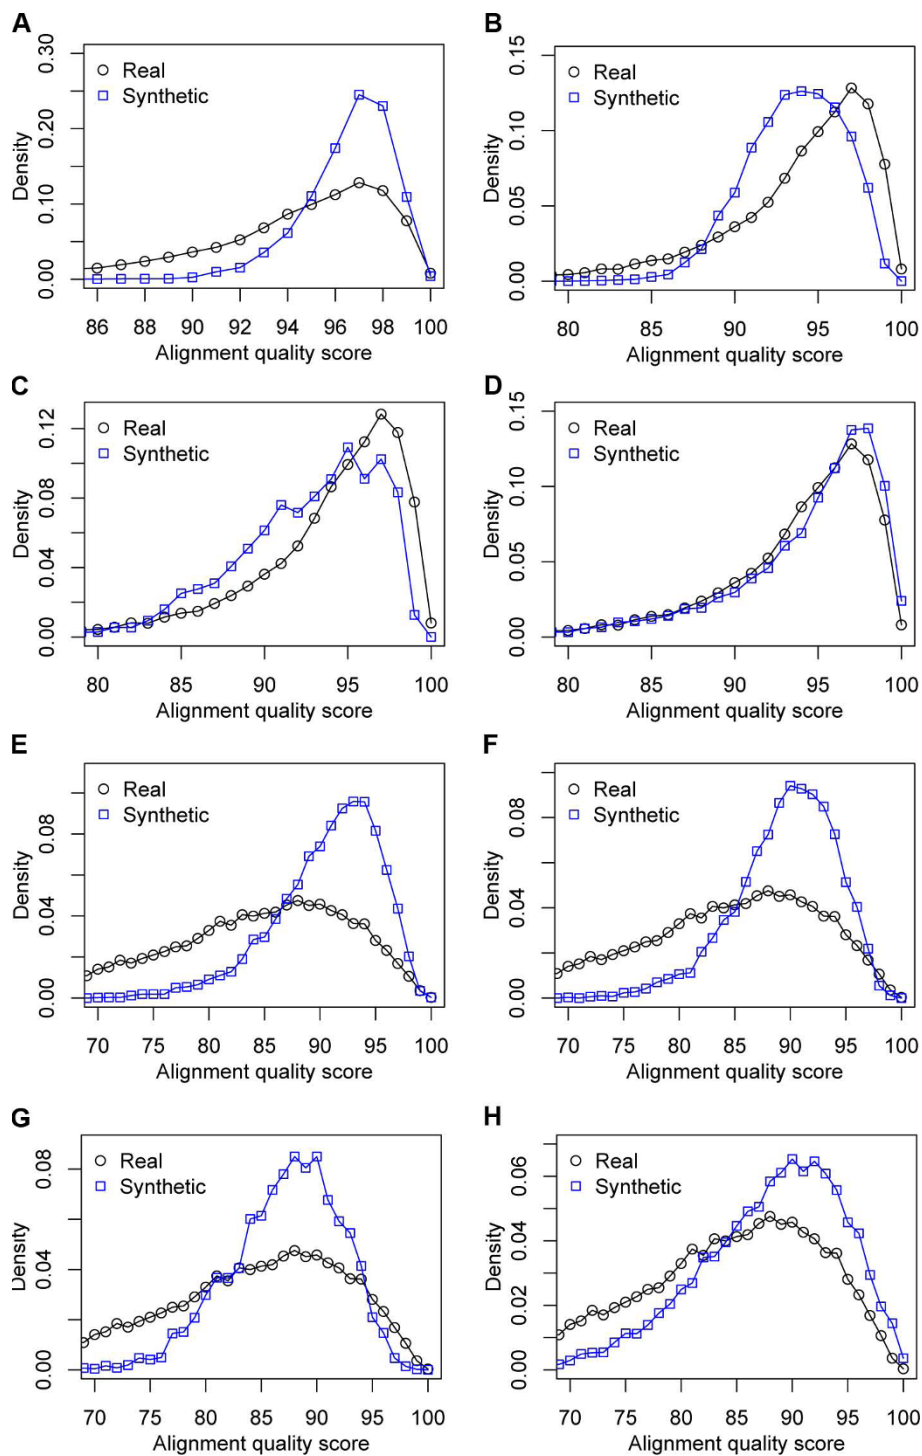 A
0.30
0.20
0.10
0.00
Density
Real
Synthetic
86 88 90 92 94 96 98 100
Alignment quality score
B
0.15
0.10
0.05
0.00
Density
Real
Synthetic
80 85 90 95 100
Alignment quality score
C
0.12
0.08
0.04
0.00
Density
Real
Synthetic
80 85 90 95 100
Alignment quality score
D
0.15
0.10
0.05
0.00
Density
Real
Synthetic
80 85 90 95 100
Alignment quality score
E
0.08
0.04
0.00
Density
Real
Synthetic
70 75 80 85 90 95 100
Alignment quality score
F
0.08
0.04
0.00
Density
Real
Synthetic
70 75 80 85 90 95 100
Alignment quality score
G
0.08
0.04
0.00
Density
Real
Synthetic
70 75 80 85 90 95 100
Alignment quality score
H
0.06
0.04
0.02
0.00
Density
Real
Synthetic
70 75 80 85 90 95 100
Alignment quality score